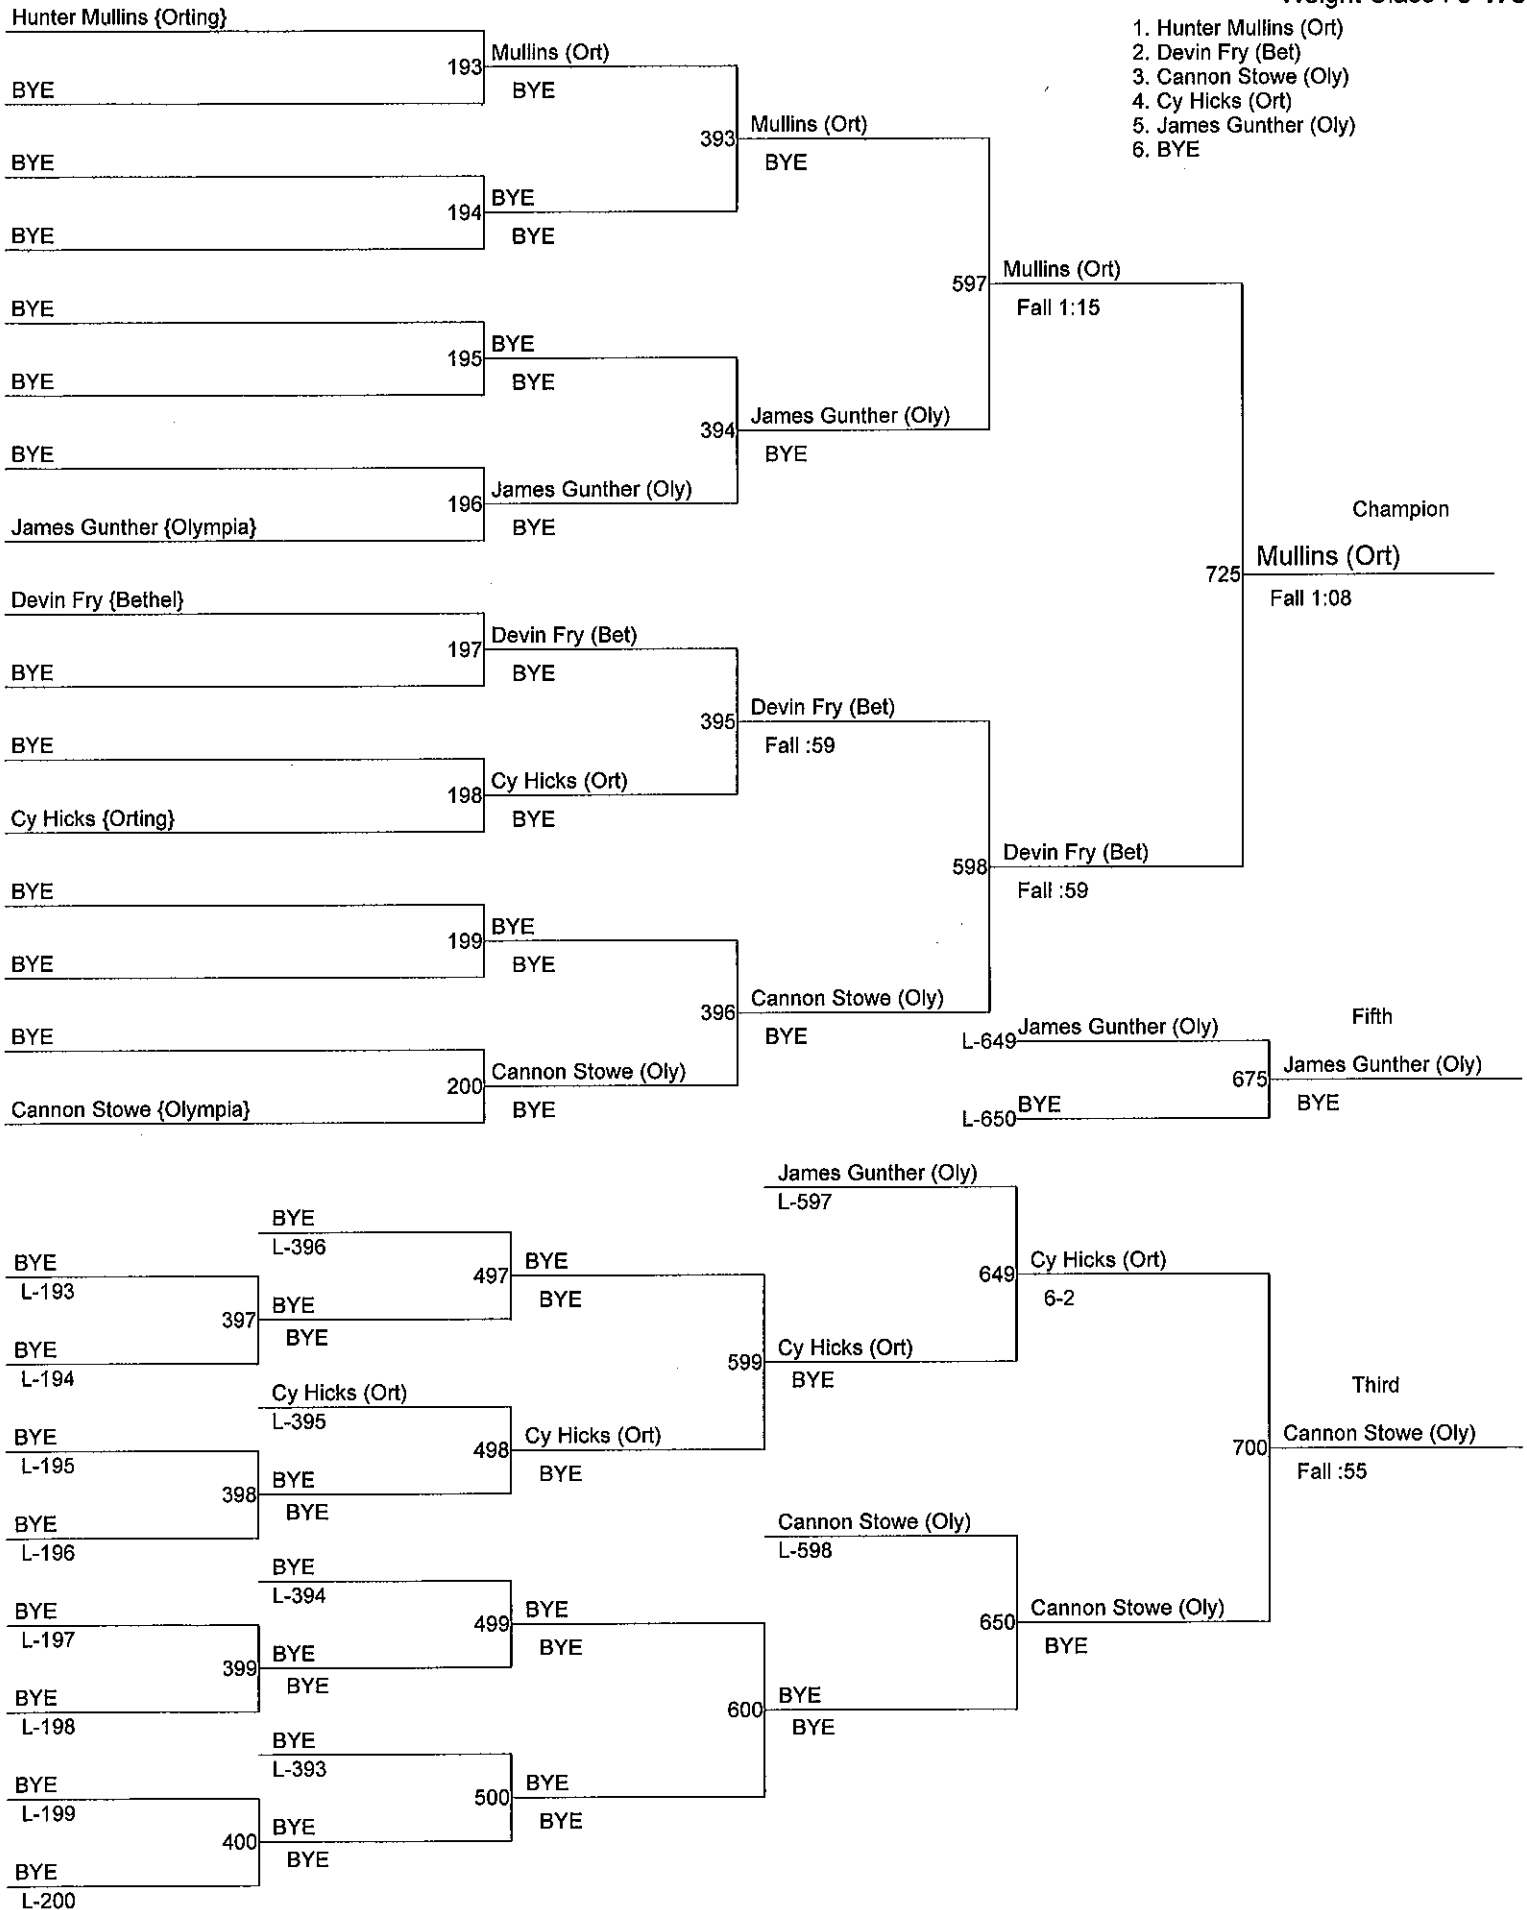 Hunter Mullins {Orting}
1. Hunter Mullins (Ort)
2. Devin Fry (Bet)
3. Cannon Stowe (Oly)
4. Cy Hicks (Ort)
5. James Gunther (Oly)
6. BYE
193 Mullins (Ort)
BYE
BYE
393 Mullins (Ort)
BYE
BYE
194 BYE
BYE
BYE
597 Mullins (Ort)
Fall 1:15
BYE
195 BYE
BYE
BYE
394 James Gunther (Oly)
BYE
BYE
196 James Gunther (Oly)
BYE
James Gunther {Olympia}
Champion
725 Mullins (Ort)
Fall 1:08
Devin Fry {Bethel}
197 Devin Fry (Bet)
BYE
BYE
395 Devin Fry (Bet)
Fall :59
BYE
198 Cy Hicks (Ort)
BYE
Cy Hicks {Orting}
598 Devin Fry (Bet)
Fall :59
BYE
199 BYE
BYE
BYE
396 Cannon Stowe (Oly)
BYE
BYE
200 Cannon Stowe (Oly)
BYE
Cannon Stowe {Olympia}
Fifth
L-649 James Gunther (Oly)
675 James Gunther (Oly)
BYE
L-650 BYE
James Gunther (Oly)
L-597
BYE
L-396
BYE
L-193
497 BYE
BYE
649 Cy Hicks (Ort)
6-2
397 BYE
BYE
BYE
L-194
599 Cy Hicks (Ort)
BYE
Cy Hicks (Ort)
L-395
Third
BYE
L-195
498 Cy Hicks (Ort)
BYE
700 Cannon Stowe (Oly)
Fall :55
398 BYE
BYE
BYE
L-196
Cannon Stowe (Oly)
L-598
BYE
L-394
BYE
L-197
499 BYE
BYE
650 Cannon Stowe (Oly)
BYE
399 BYE
BYE
BYE
L-198
600 BYE
BYE
BYE
L-393
BYE
L-199
500 BYE
BYE
400 BYE
BYE
BYE
L-200